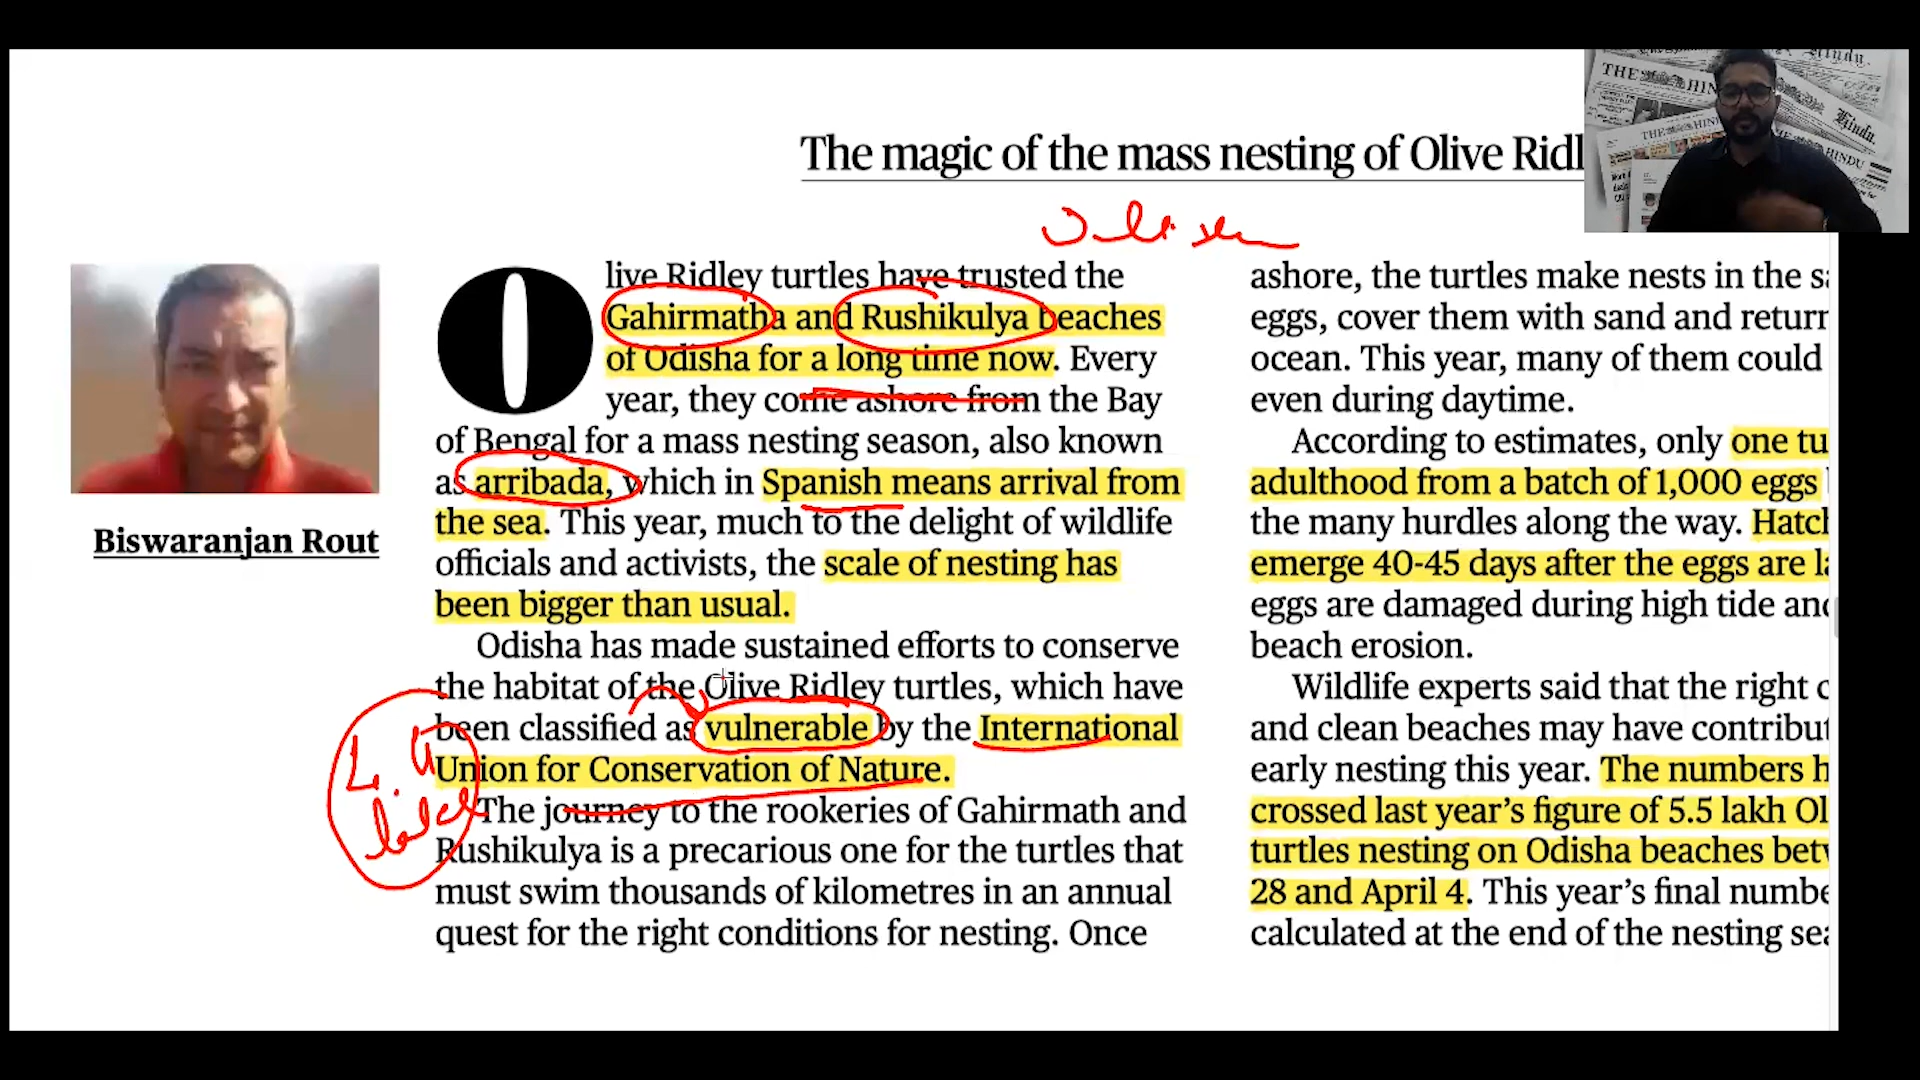 The magic of the mass nesting of Olive Ridl
Biswaranjan Rout
Olive Ridley turtles have trusted the
Gahirmatha and Rushikulya beaches
of Odisha for a long time now. Every
year, they come ashore from the Bay
of Bengal for a mass nesting season, also known
as arribada, which in Spanish means arrival from
the sea. This year, much to the delight of wildlife
officials and activists, the scale of nesting has
been bigger than usual.
Odisha has made sustained efforts to conserve
the habitat of the Olive Ridley turtles, which have
been classified as vulnerable by the International
Union for Conservation of Nature.
The journey to the rookeries of Gahirmath and
Rushikulya is a precarious one for the turtles that
must swim thousands of kilometres in an annual
quest for the right conditions for nesting. Once
ashore, the turtles make nests in the sa
eggs, cover them with sand and return
ocean. This year, many of them could
even during daytime.
According to estimates, only one tu
adulthood from a batch of 1,000 eggs
the many hurdles along the way. Hatch
emerge 40-45 days after the eggs are la
eggs are damaged during high tide and
beach erosion.
Wildlife experts said that the right c
and clean beaches may have contribut
early nesting this year. The numbers h
crossed last year's figure of 5.5 lakh Ol
turtles nesting on Odisha beaches betw
28 and April 4. This year's final numbe
calculated at the end of the nesting sea
THE HINDU